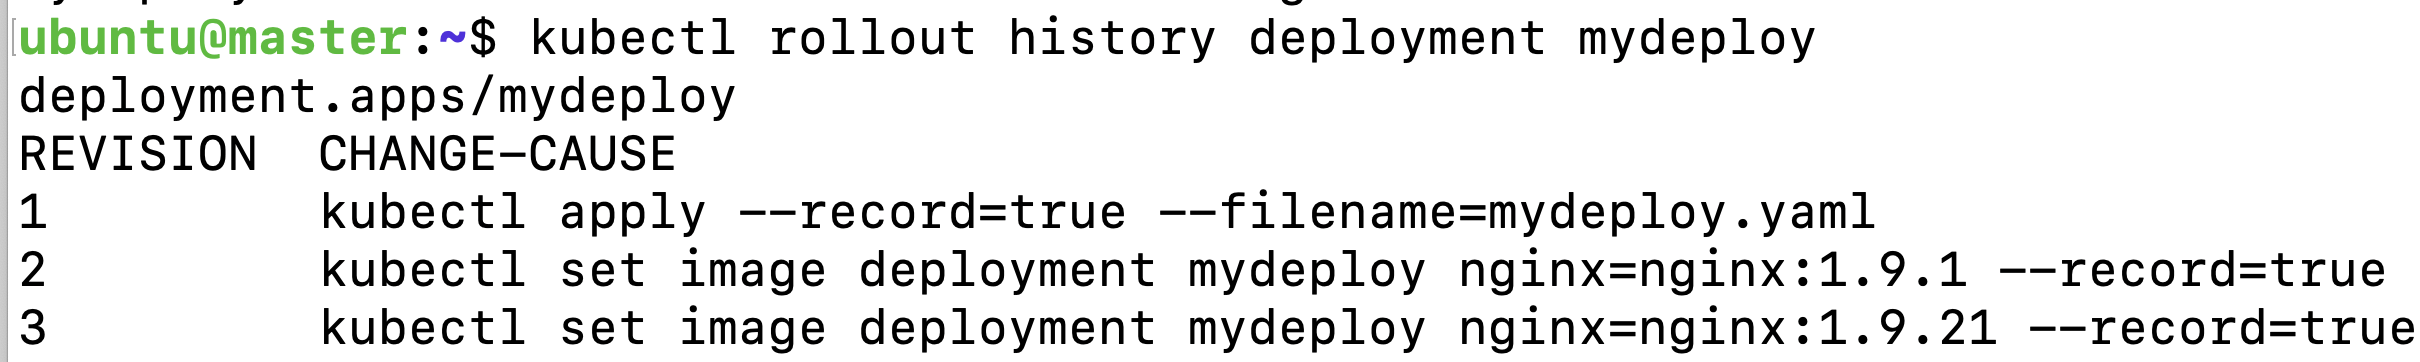 ubuntu@master:~$ kubectl rollout history deployment mydeploy
deployment.apps/mydeploy
REVISION  CHANGE-CAUSE
1         kubectl apply --record=true --filename=mydeploy.yaml
2         kubectl set image deployment mydeploy nginx=nginx:1.9.1 --record=true
3         kubectl set image deployment mydeploy nginx=nginx:1.9.21 --record=true